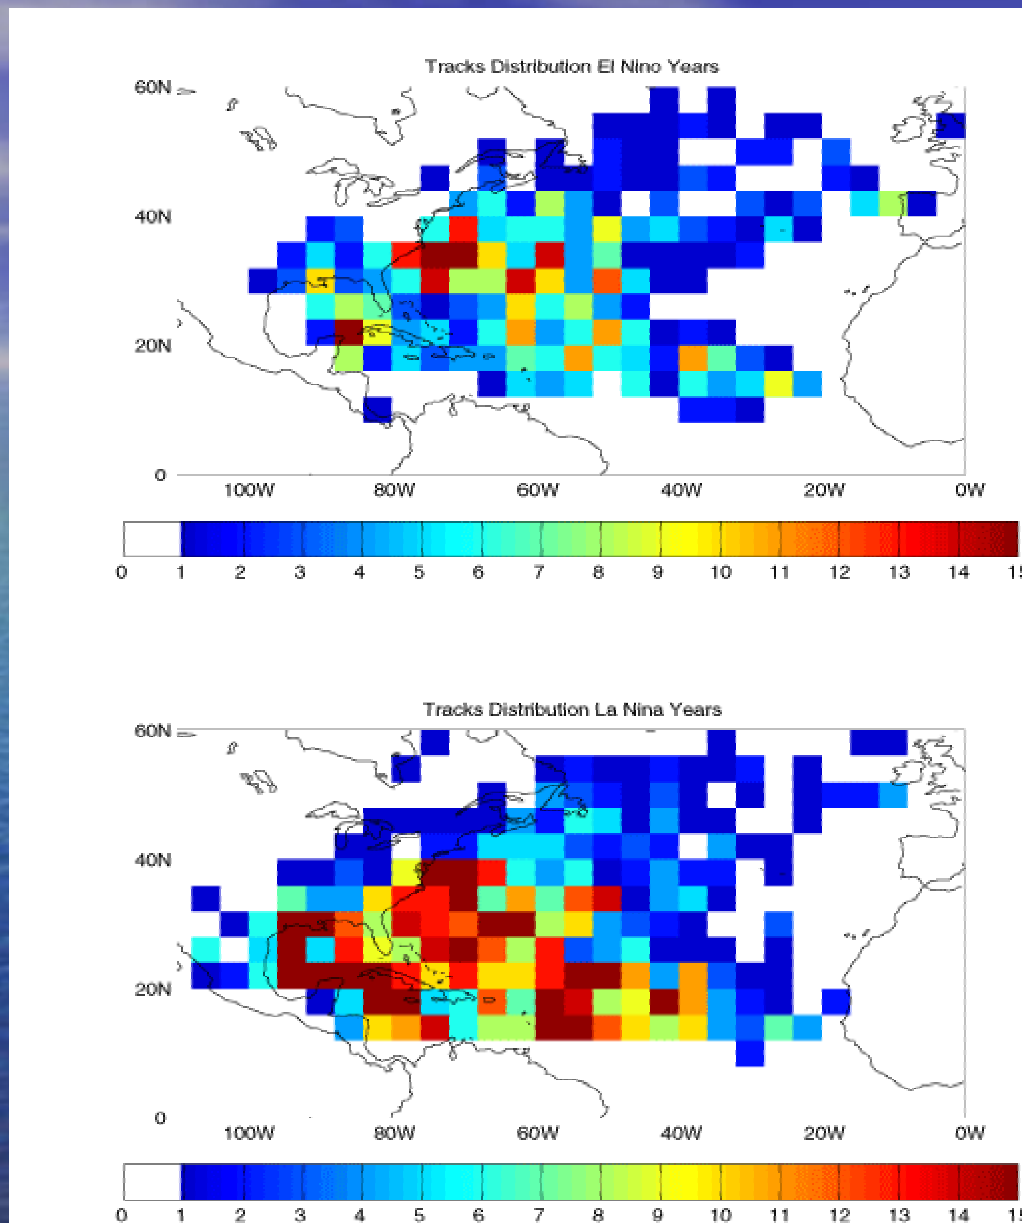 Tracks Distribution El Nino Years
60N
40N
20N
0
100W 80W 60W 40W 20W 0W
0 1 2 3 4 5 6 7 8 9 10 11 12 13 14 15
Tracks Distribution La Nina Years
60N
40N
20N
0
100W 80W 60W 40W 20W 0W
0 1 2 3 4 5 6 7 8 9 10 11 12 13 14 15